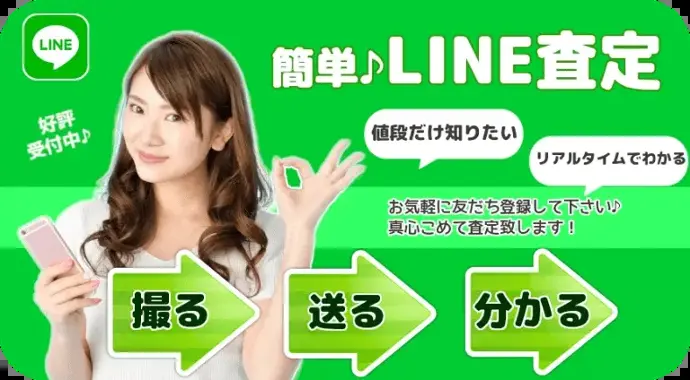 LINE
簡単♪LINE査定
好評
受付中♪
値段だけ知りたい
リアルタイムでわかる
お気軽に友だち登録して下さい♪
真心こめて査定致します！
撮る
送る
分かる